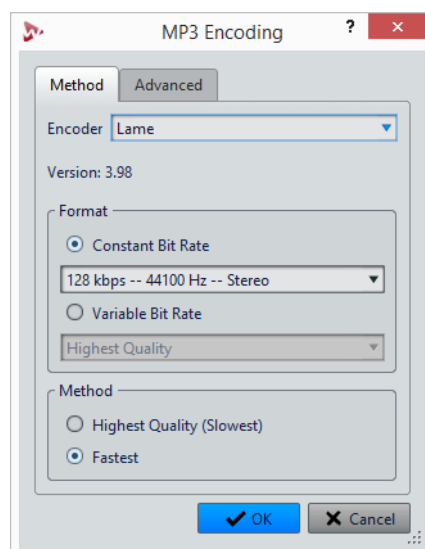 MP3 Encoding ?
Method Advanced
Encoder Lame
Version: 3.98
Format
Constant Bit Rate
128 kbps -- 44100 Hz -- Stereo
Variable Bit Rate
Highest Quality
Method
Highest Quality (Slowest)
Fastest
OK Cancel